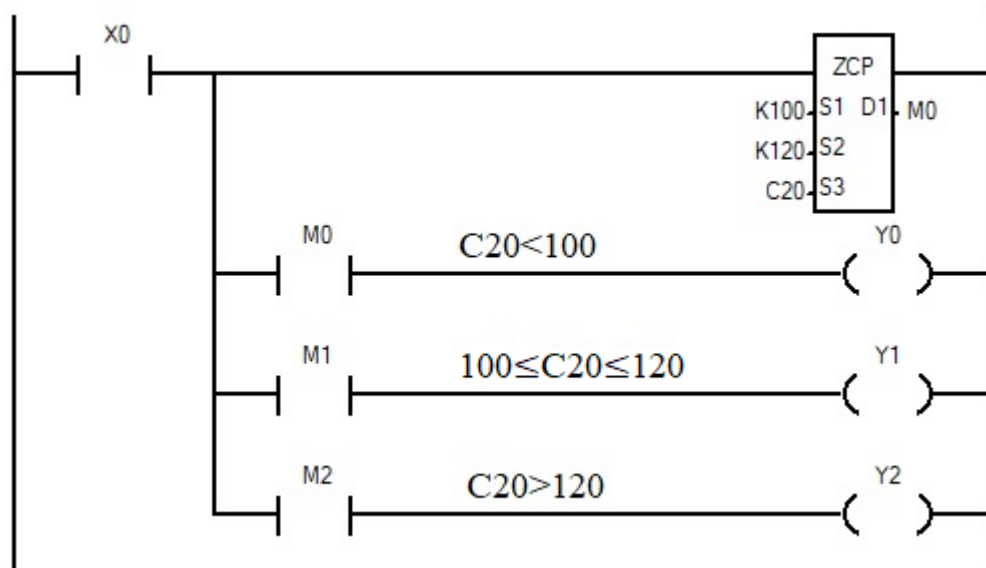 X0
ZCP
K100 S1 D1 M0
K120 S2
C20 S3
M0 C20<100 Y0
M1 100≤C20≤120 Y1
M2 C20>120 Y2